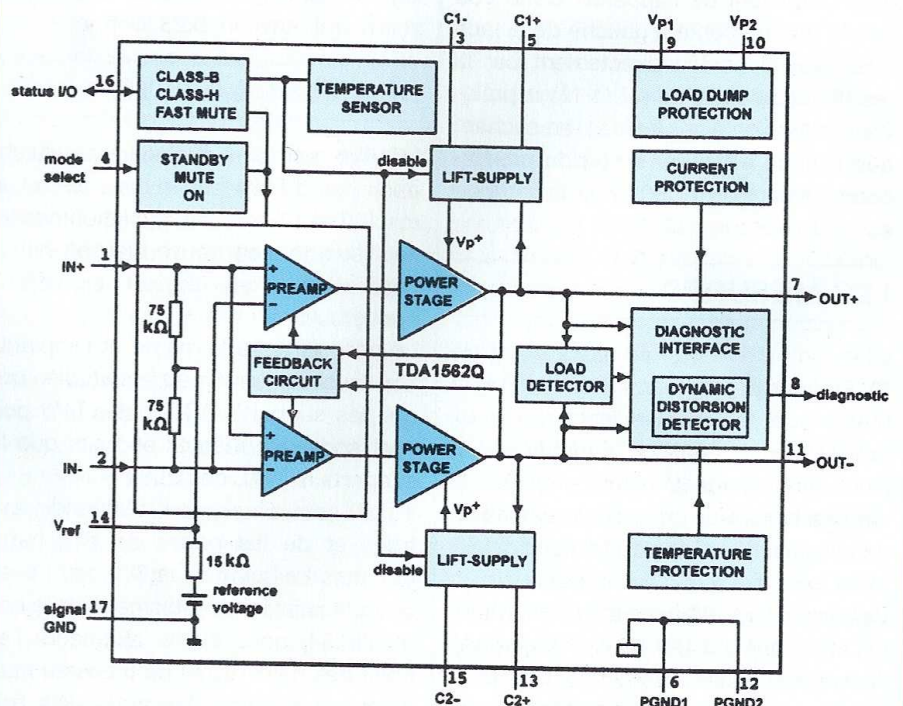 C1-
C1+
VP1
VP2
3
5
9
10
16
status I/O
CLASS-B
CLASS-H
FAST MUTE
TEMPERATURE
SENSOR
LOAD DUMP
PROTECTION
4
mode
select
STANDBY
MUTE
ON
disable
LIFT-SUPPLY
CURRENT
PROTECTION
Vp+
1
IN+
+
PREAMP
−
POWER
STAGE
7
OUT+
75
kΩ
FEEDBACK
CIRCUIT
TDA1562Q
LOAD
DETECTOR
DIAGNOSTIC
INTERFACE
8
diagnostic
DYNAMIC
DISTORSION
DETECTOR
75
kΩ
+
PREAMP
−
POWER
STAGE
2
IN-
11
OUT−
14
Vref
Vp+
15 kΩ
disable
LIFT-SUPPLY
TEMPERATURE
PROTECTION
reference
voltage
17
signal
GND
15
13
6
12
C2−
C2+
PGND1
PGND2